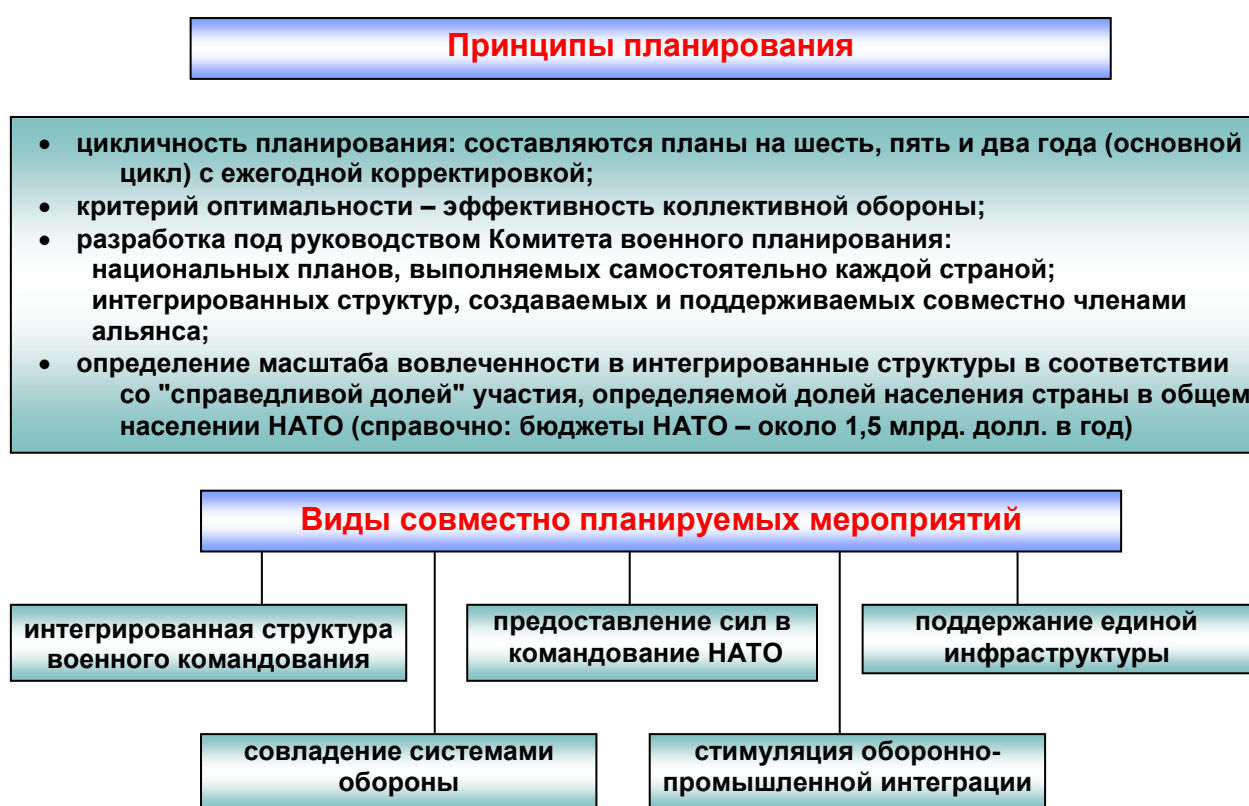 Принципы планирования
• цикличность планирования: составляются планы на шесть, пять и два года (основной
цикл) с ежегодной корректировкой;
• критерий оптимальности – эффективность коллективной обороны;
• разработка под руководством Комитета военного планирования:
национальных планов, выполняемых самостоятельно каждой страной;
интегрированных структур, создаваемых и поддерживаемых совместно членами
альянса;
• определение масштаба вовлеченности в интегрированные структуры в соответствии
со "справедливой долей" участия, определяемой долей населения страны в общем
населении НАТО (справочно: бюджеты НАТО – около 1,5 млрд. долл. в год)
Виды совместно планируемых мероприятий
интегрированная структура
военного командования
предоставление сил в
командование НАТО
поддержание единой
инфраструктуры
совладение системами
обороны
стимуляция оборонно-
промышленной интеграции